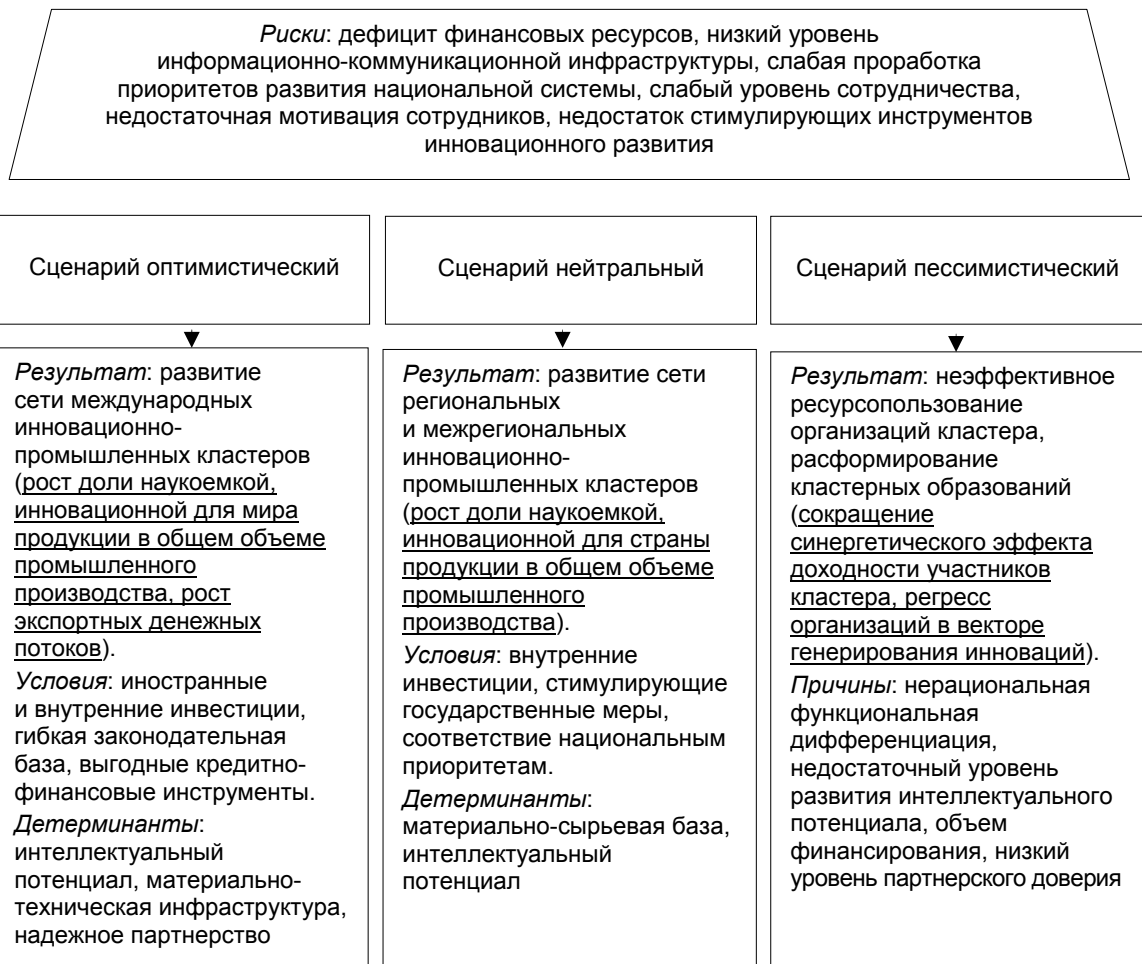 Риски: дефицит финансовых ресурсов, низкий уровень
информационно-коммуникационной инфраструктуры, слабая проработка
приоритетов развития национальной системы, слабый уровень сотрудничества,
недостаточная мотивация сотрудников, недостаток стимулирующих инструментов
инновационного развития
Сценарий оптимистический
Сценарий нейтральный
Сценарий пессимистический
Результат: развитие
сети международных
инновационно-
промышленных кластеров
(рост доли наукоемкой,
инновационной для мира
продукции в общем объеме
промышленного
производства, рост
экспортных денежных
потоков).
Условия: иностранные
и внутренние инвестиции,
гибкая законодательная
база, выгодные кредитно-
финансовые инструменты.
Детерминанты:
интеллектуальный
потенциал, материально-
техническая инфраструктура,
надежное партнерство
Результат: развитие сети
региональных
и межрегиональных
инновационно-
промышленных кластеров
(рост доли наукоемкой,
инновационной для страны
продукции в общем объеме
промышленного
производства).
Условия: внутренние
инвестиции, стимулирующие
государственные меры,
соответствие национальным
приоритетам.
Детерминанты:
материально-сырьевая база,
интеллектуальный
потенциал
Результат: неэффективное
ресурсопользование
организаций кластера,
расформирование
кластерных образований
(сокращение
синергетического эффекта
доходности участников
кластера, регресс
организаций в векторе
генерирования инноваций).
Причины: нерациональная
функциональная
дифференциация,
недостаточный уровень
развития интеллектуального
потенциала, объем
финансирования, низкий
уровень партнерского доверия